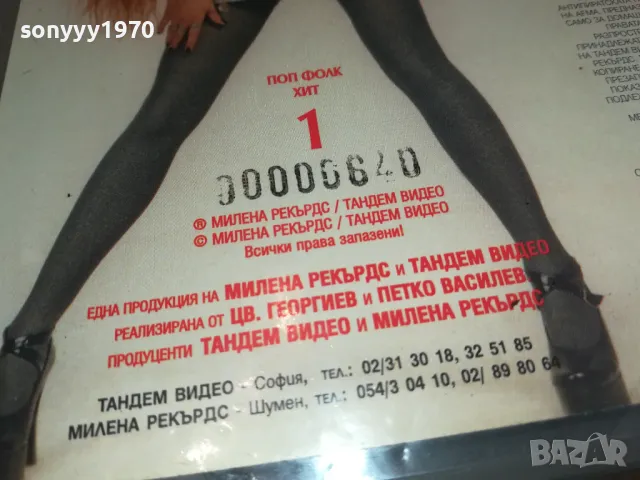 sonyyy1970
ПОП ФОЛК
ХИТ
1
00000640
® МИЛЕНА РЕКЪРДС / ТАНДЕМ ВИДЕО
© МИЛЕНА РЕКЪРДС / ТАНДЕМ ВИДЕО
Всички права запазени!
ЕДНА ПРОДУКЦИЯ НА МИЛЕНА РЕКЪРДС И ТАНДЕМ ВИДЕО
РЕАЛИЗИРАНА ОТ ЦВ. ГЕОРГИЕВ И ПЕТКО ВАСИЛЕВ
ПРОДУЦЕНТИ ТАНДЕМ ВИДЕО И МИЛЕНА РЕКЪРДС
ТАНДЕМ ВИДЕО - София, тел.: 02/31 30 18, 32 51 85
МИЛЕНА РЕКЪРДС - Шумен, тел.: 054/3 04 10, 02/ 89 80 64
BAZAR